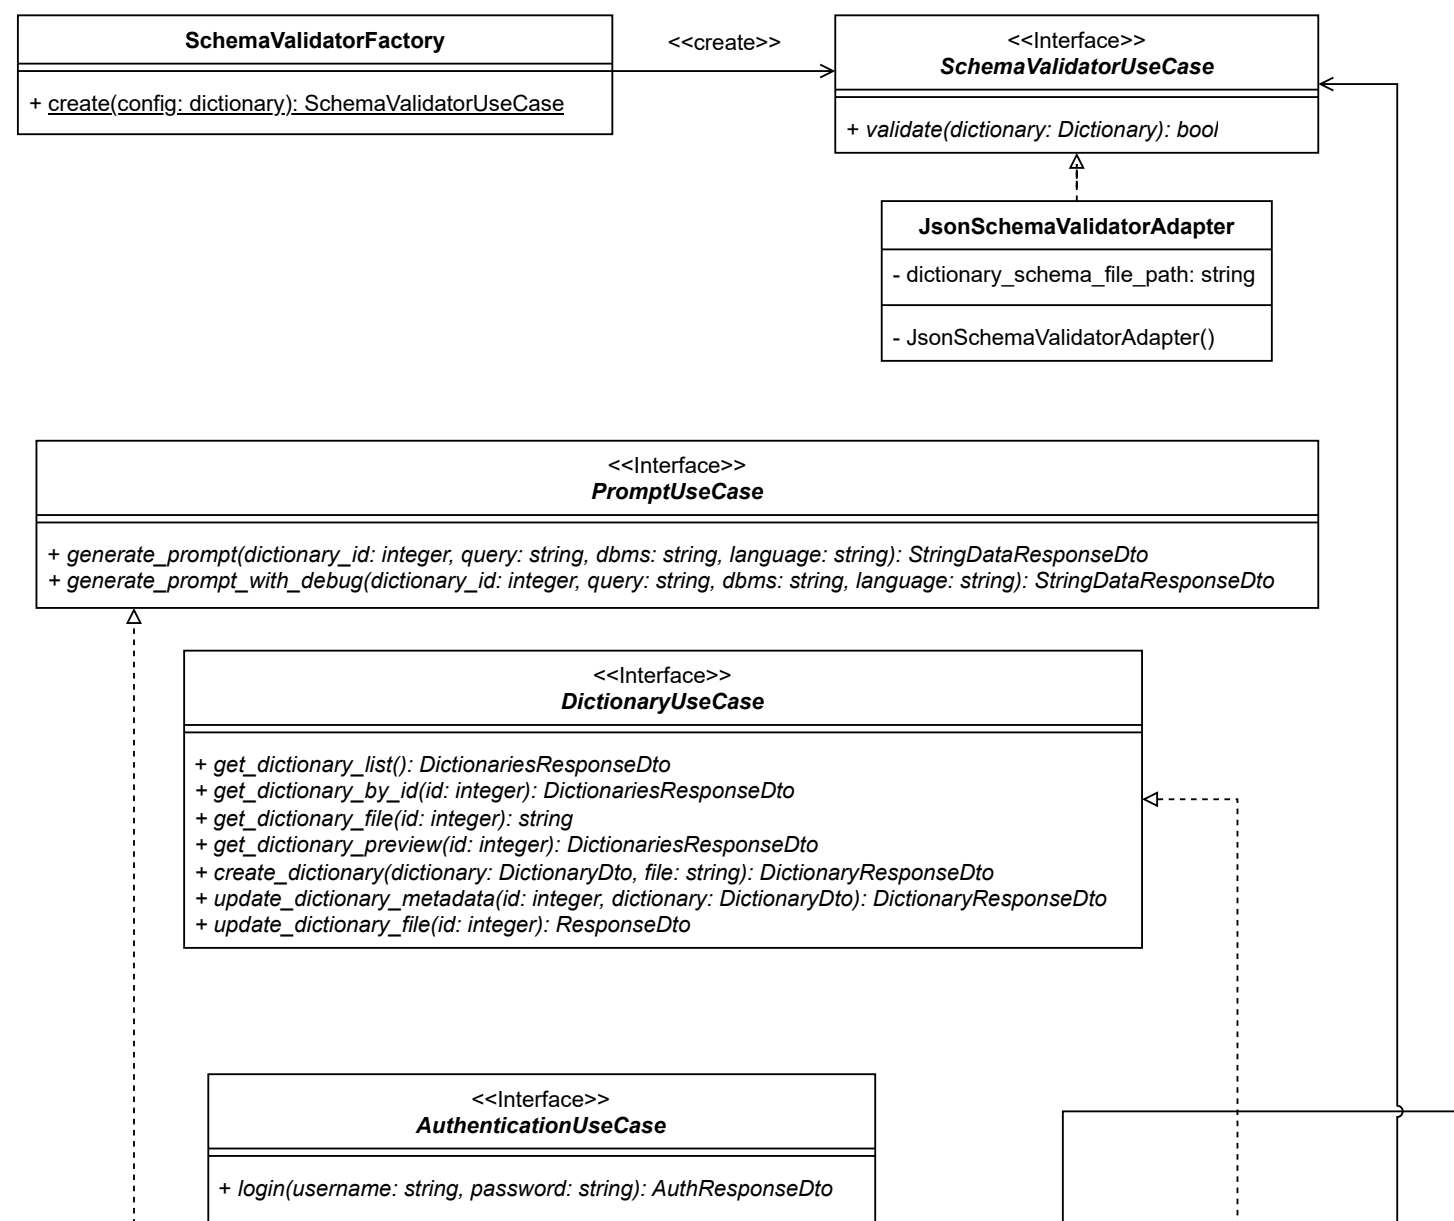 SchemaValidatorFactory
+ create(config: dictionary): SchemaValidatorUseCase
<<create>>
<<Interface>>
SchemaValidatorUseCase
+ validate(dictionary: Dictionary): bool
JsonSchemaValidatorAdapter
- dictionary_schema_file_path: string
- JsonSchemaValidatorAdapter()
<<Interface>>
PromptUseCase
+ generate_prompt(dictionary_id: integer, query: string, dbms: string, language: string): StringDataResponseDto
+ generate_prompt_with_debug(dictionary_id: integer, query: string, dbms: string, language: string): StringDataResponseDto
<<Interface>>
DictionaryUseCase
+ get_dictionary_list(): DictionariesResponseDto
+ get_dictionary_by_id(id: integer): DictionariesResponseDto
+ get_dictionary_file(id: integer): string
+ get_dictionary_preview(id: integer): DictionariesResponseDto
+ create_dictionary(dictionary: DictionaryDto, file: string): DictionaryResponseDto
+ update_dictionary_metadata(id: integer, dictionary: DictionaryDto): DictionaryResponseDto
+ update_dictionary_file(id: integer): ResponseDto
<<Interface>>
AuthenticationUseCase
+ login(username: string, password: string): AuthResponseDto